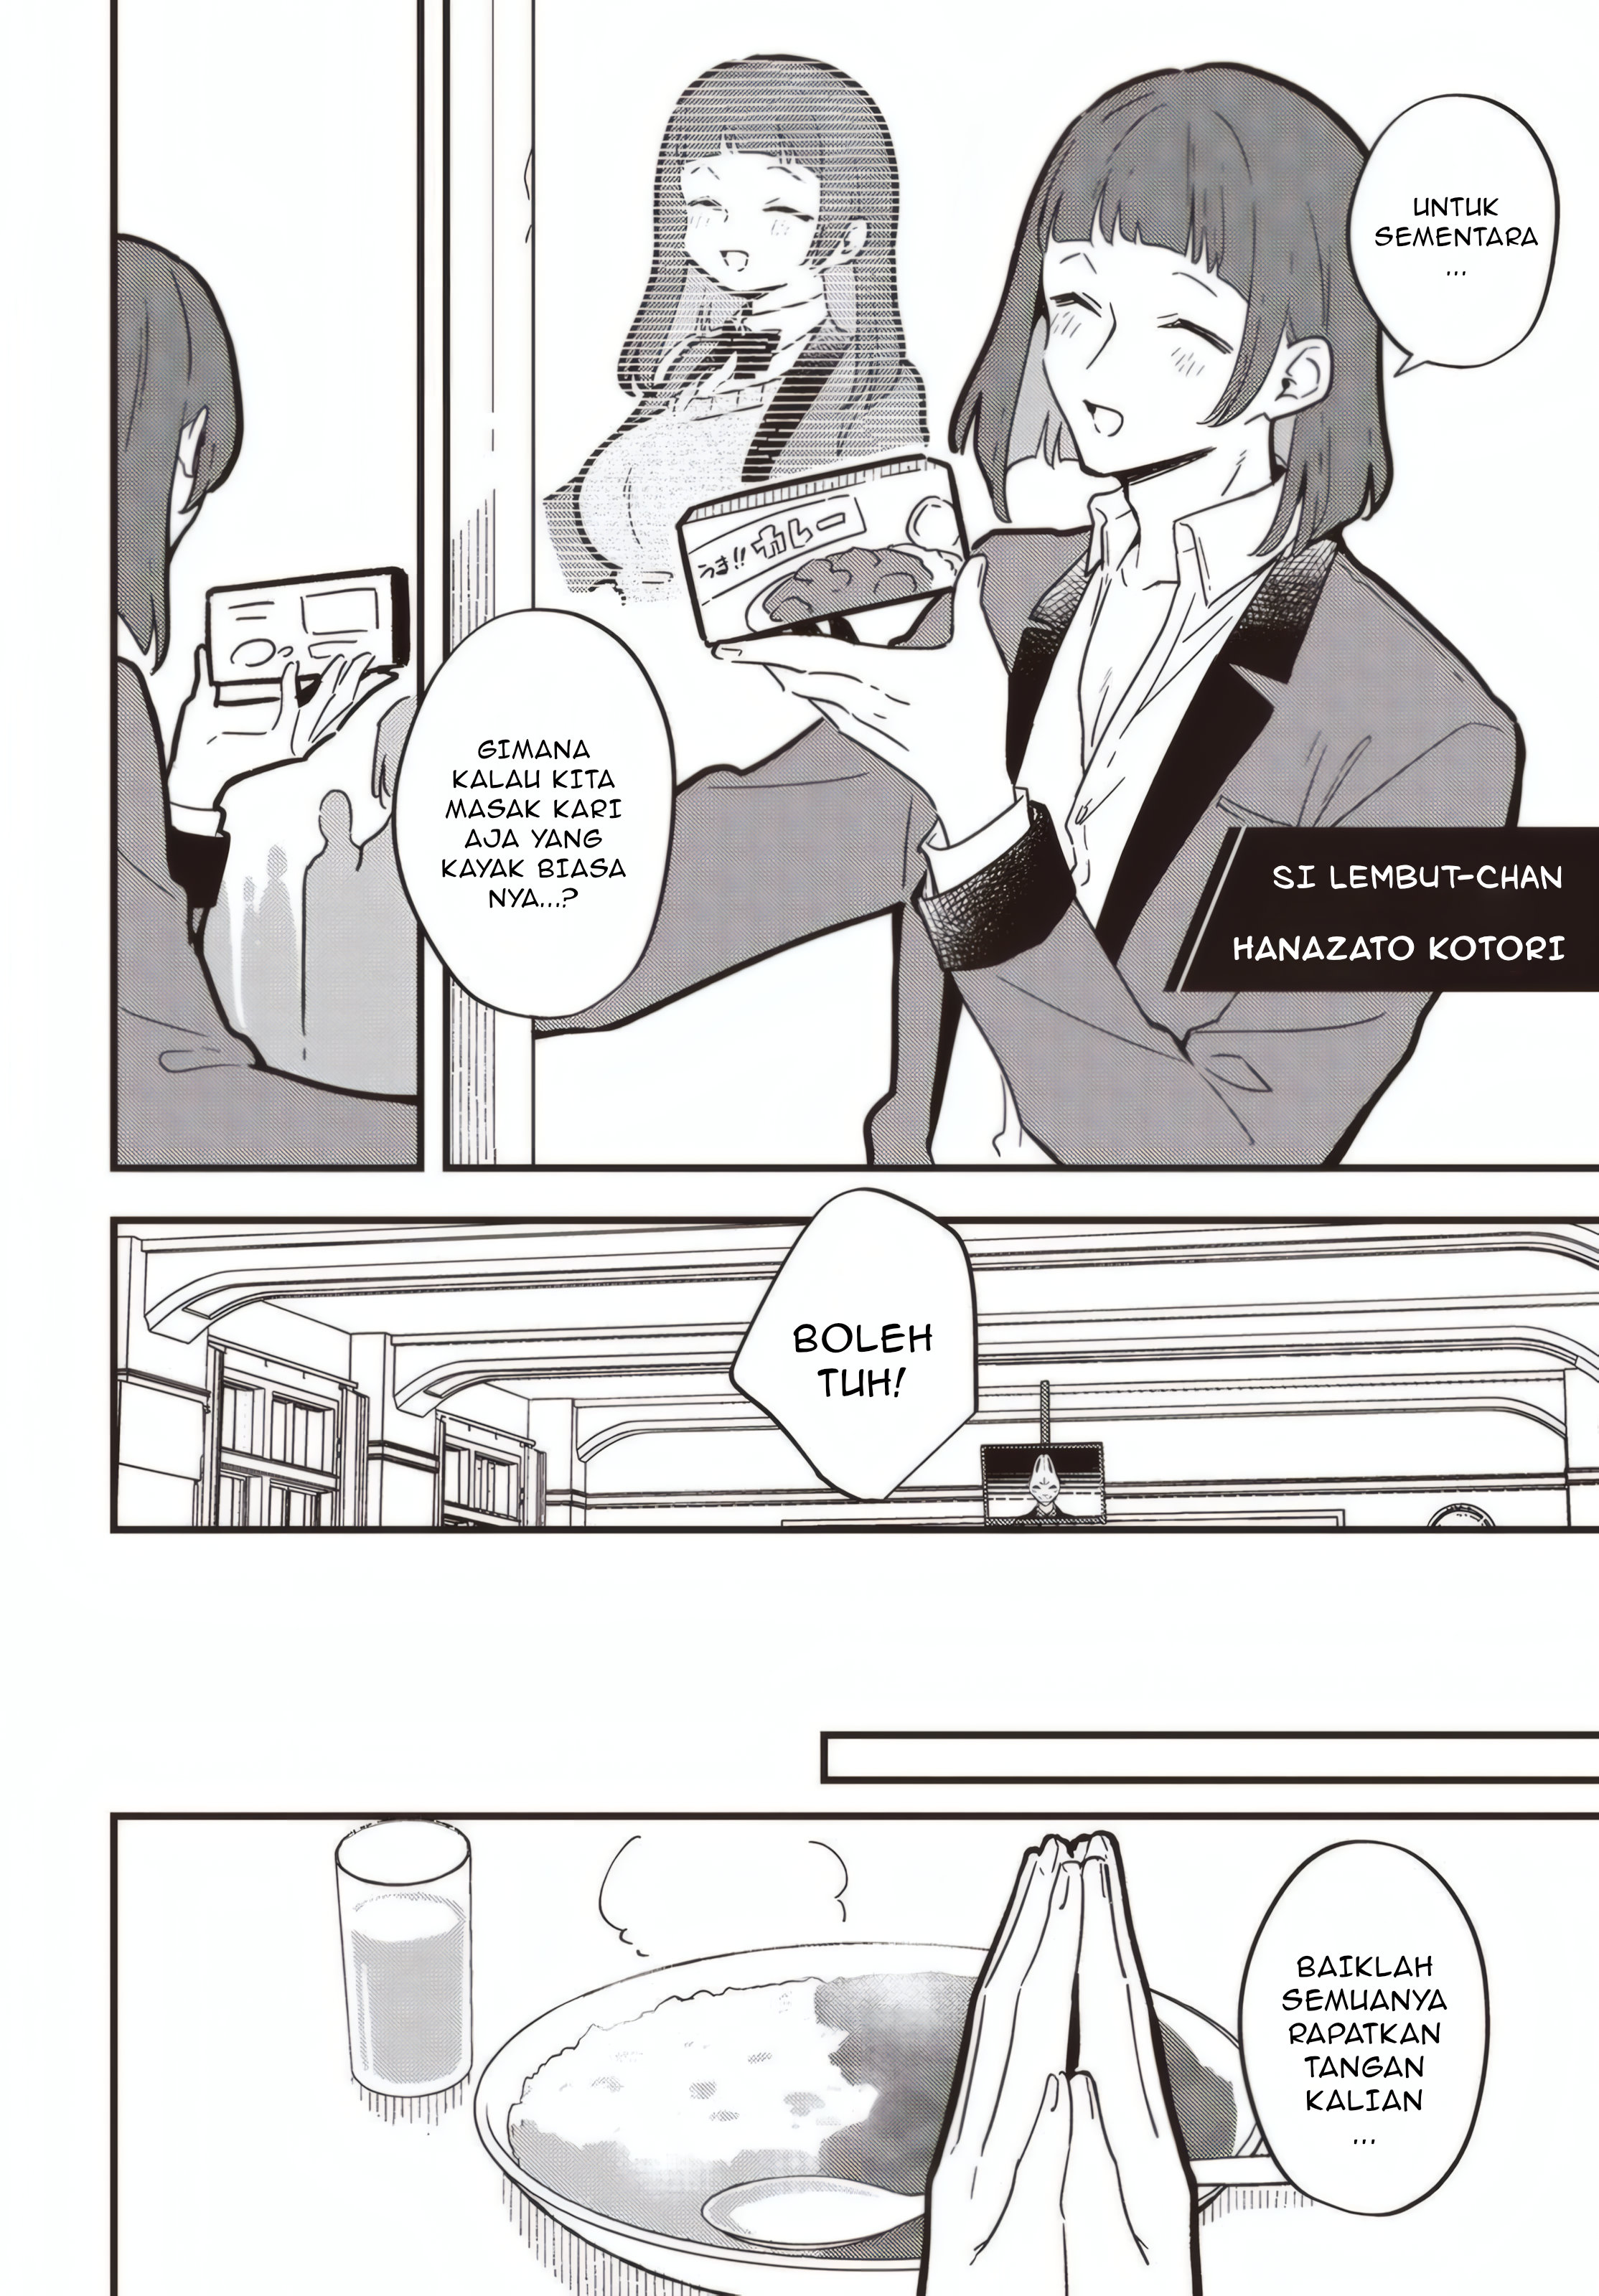 UNTUK
SEMENTARA
...
うま!! カレー
SI LEMBUT-CHAN
HANAZATO KOTORI
GIMANA
KALAU KITA
MASAK KARI
AJA YANG
KAYAK BIASA
NYA...?
BOLEH
TUH!
BAIKLAH
SEMUANYA
RAPATKAN
TANGAN
KALIAN
...